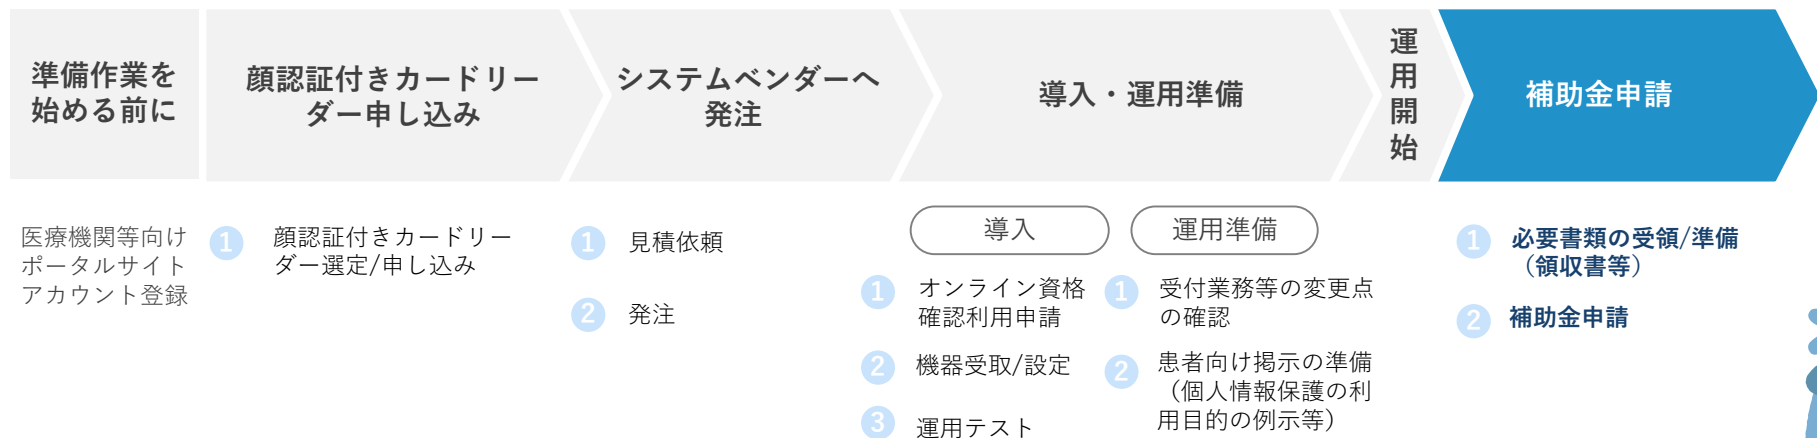 準備作業を
始める前に
顔認証付きカードリー
ダー申し込み
システムベンダーへ
発注
導入・運用準備
運用開始
補助金申請
医療機関等向け
ポータルサイト
アカウント登録
1 顔認証付きカードリー
ダー選定/申し込み
1 見積依頼
2 発注
導入
1 オンライン資格
確認利用申請
2 機器受取/設定
3 運用テスト
運用準備
1 受付業務等の変更点
の確認
2 患者向け掲示の準備
（個人情報保護の利
用目的の例示等）
1 必要書類の受領/準備
（領収書等）
2 補助金申請